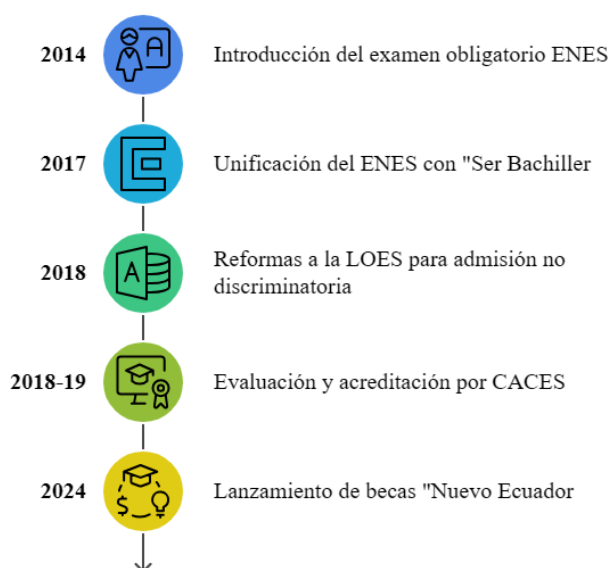 2014
Introducción del examen obligatorio ENES
2017
Unificación del ENES con "Ser Bachiller
2018
Reformas a la LOES para admisión no
discriminatoria
2018-19
Evaluación y acreditación por CACES
2024
Lanzamiento de becas "Nuevo Ecuador